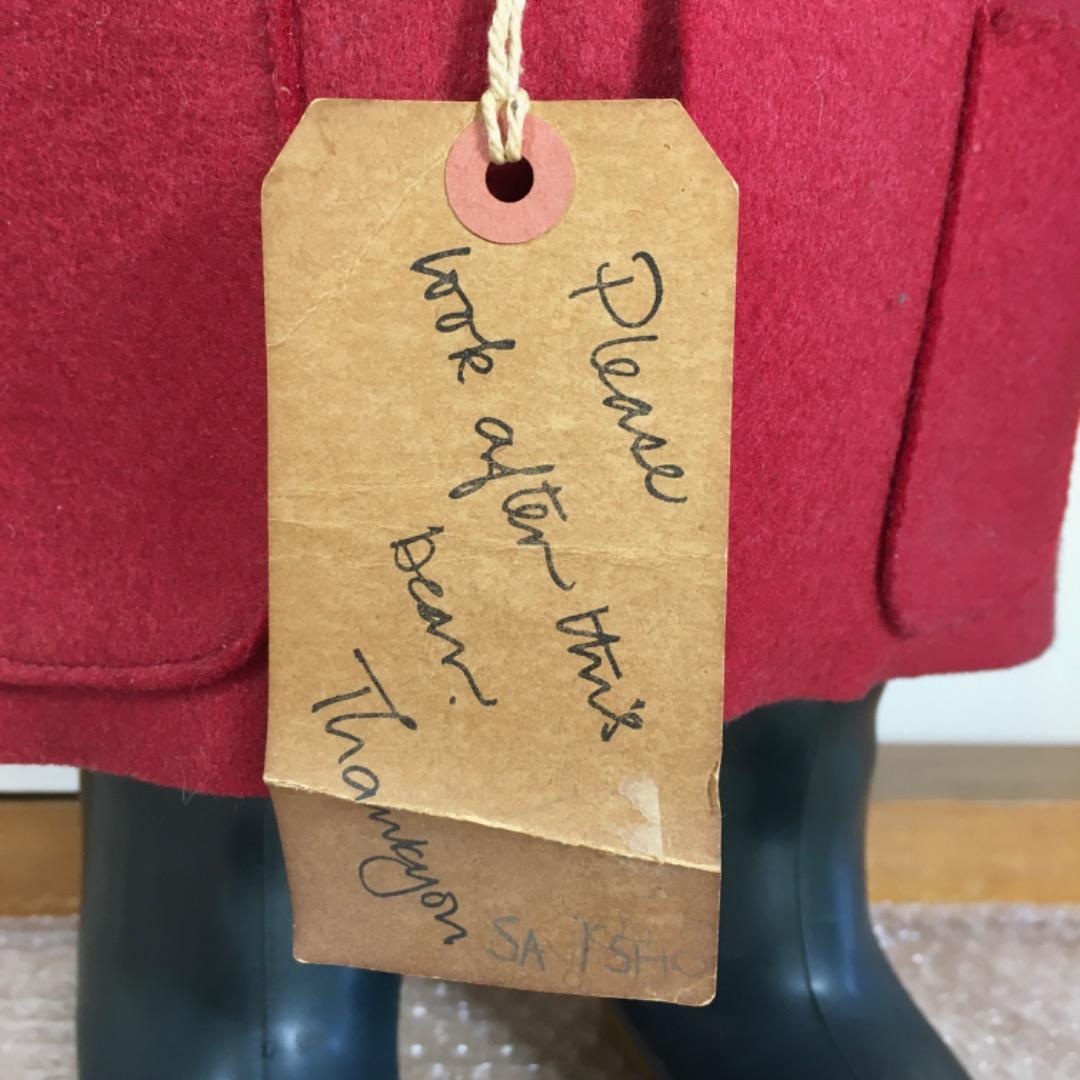 Please
look after this
Bear.
Thankyou